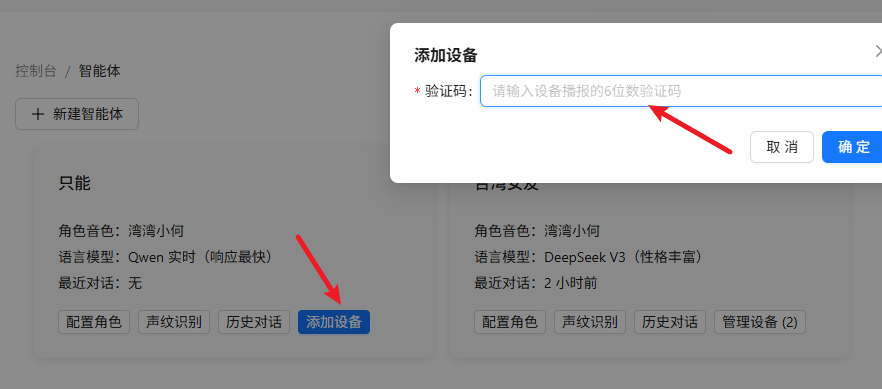 添加设备
* 验证码： 请输入设备播报的6位数验证码
取 消 确 定
控制台 / 智能体
新建智能体
只能
角色音色：湾湾小何
语言模型：Qwen 实时（响应最快）
最近对话：无
配置角色 声纹识别 历史对话 添加设备
台湾女友
角色音色：湾湾小何
语言模型：DeepSeek V3（性格丰富）
最近对话：2 小时前
配置角色 声纹识别 历史对话 管理设备 (2)